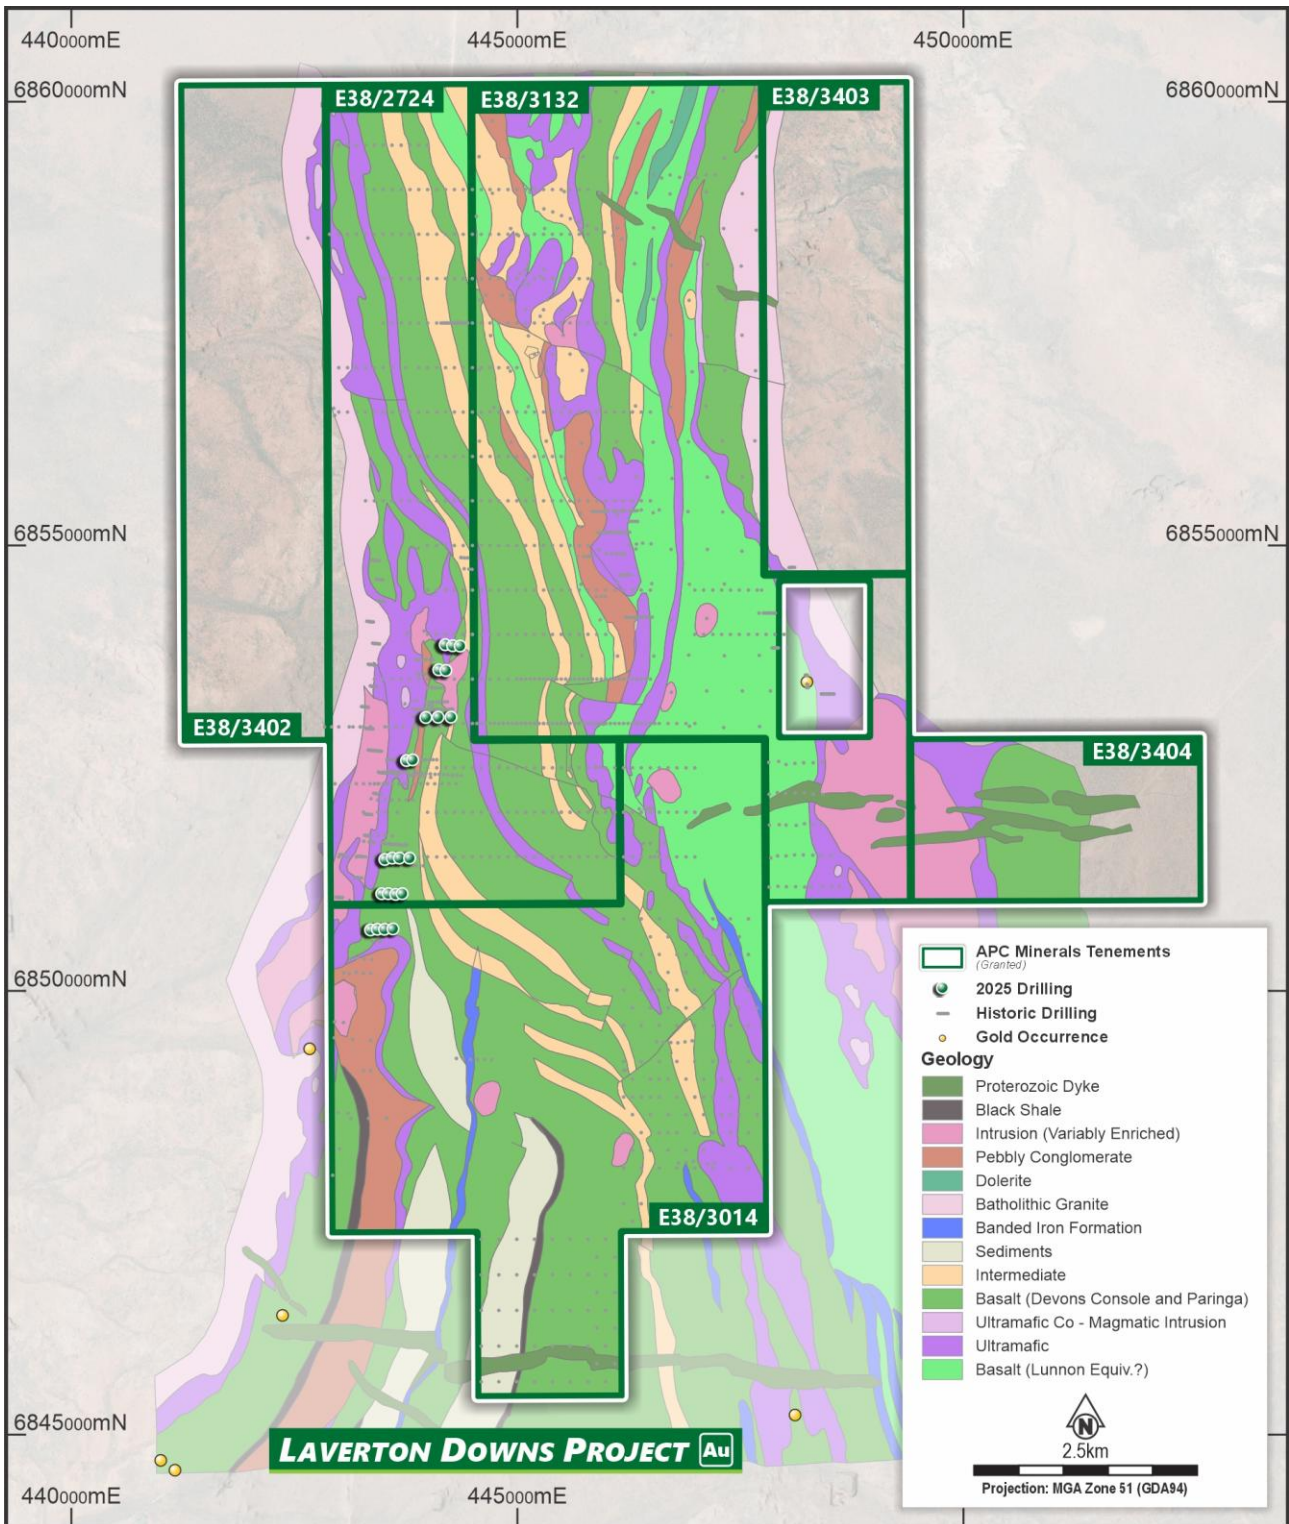 440000mE
445000mE
450000mE
6860000mN
6860000mN
E38/2724
E38/3132
E38/3403
6855000mN
6855000mN
E38/3402
E38/3404
6850000mN
E38/3014
6845000mN
440000mE
445000mE
LAVERTON DOWNS PROJECT Au
APC Minerals Tenements
(Granted)
2025 Drilling
Historic Drilling
Gold Occurrence
Geology
Proterozoic Dyke
Black Shale
Intrusion (Variably Enriched)
Pebbly Conglomerate
Dolerite
Batholithic Granite
Banded Iron Formation
Sediments
Intermediate
Basalt (Devons Console and Paringa)
Ultramafic Co - Magmatic Intrusion
Ultramafic
Basalt (Lunnon Equiv.?)
N
2.5km
Projection: MGA Zone 51 (GDA94)